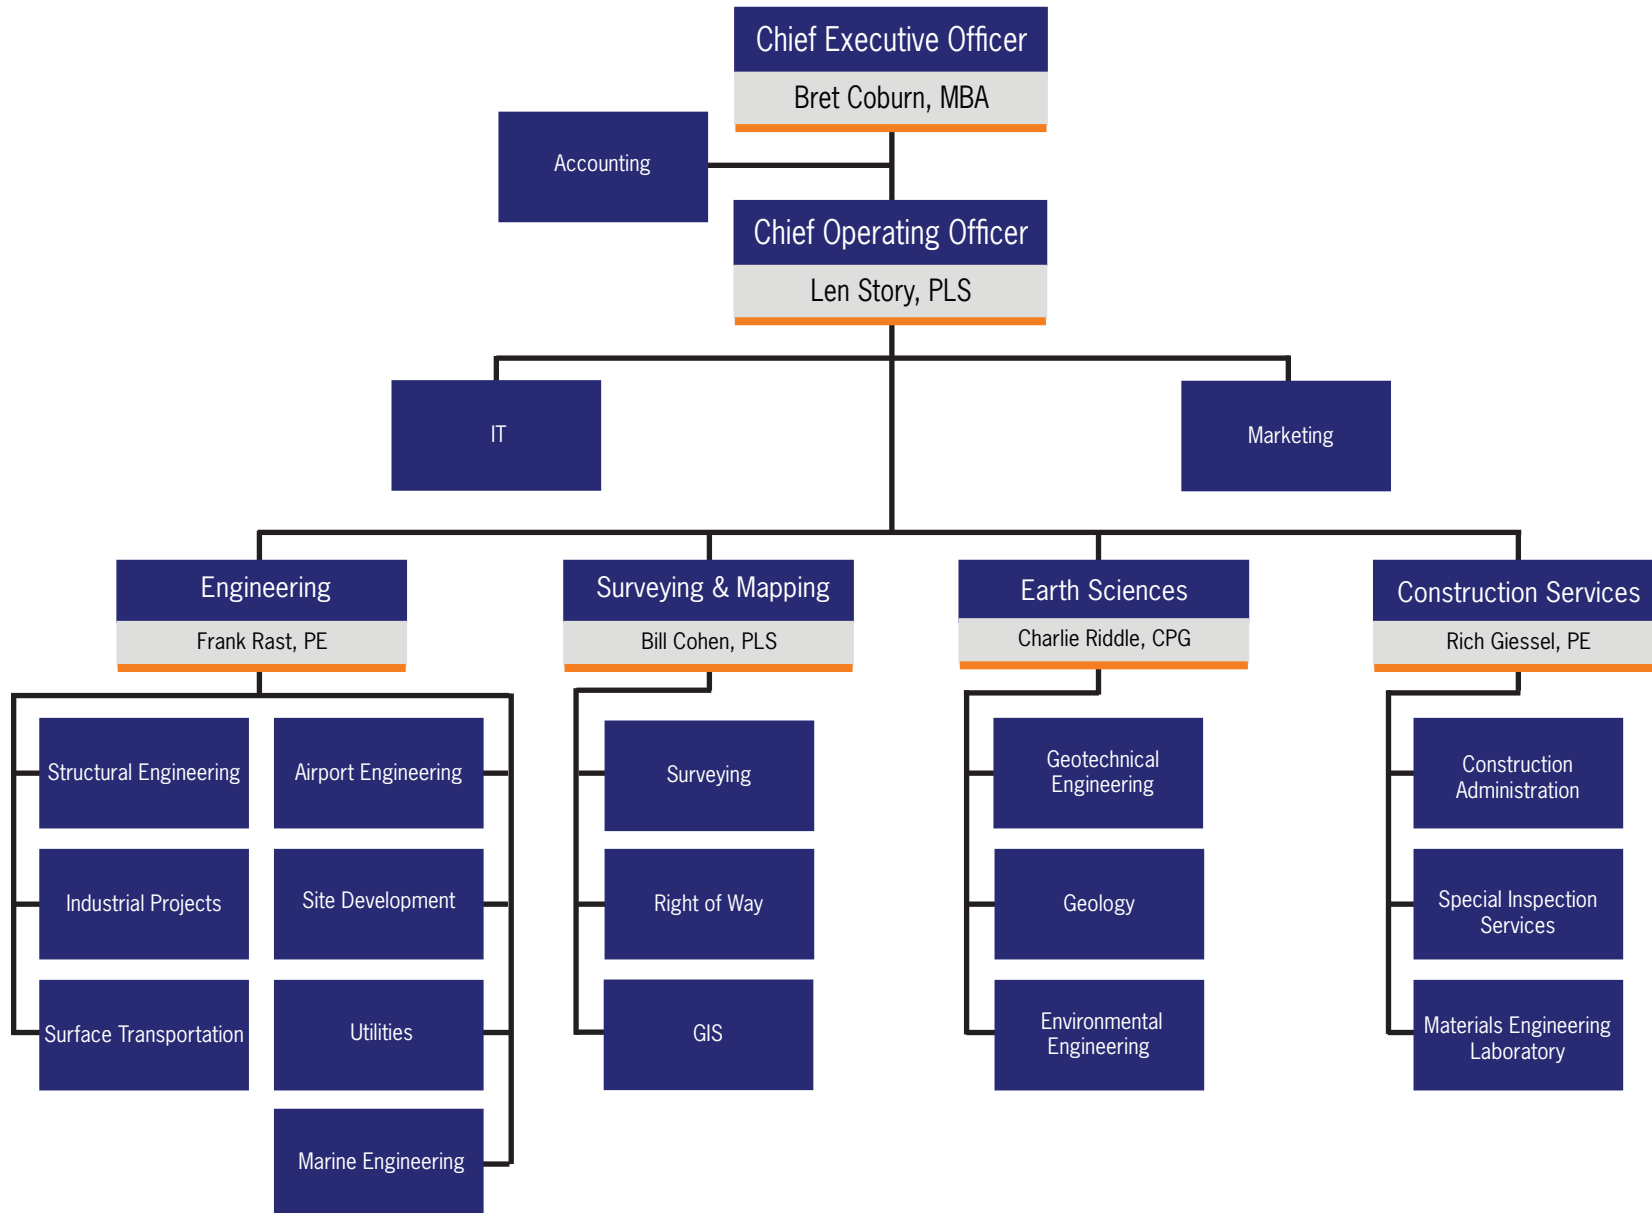 Chief Executive Officer
Bret Coburn, MBA
Accounting
Chief Operating Officer
Len Story, PLS
IT
Marketing
Engineering
Frank Rast, PE
Surveying & Mapping
Bill Cohen, PLS
Earth Sciences
Charlie Riddle, CPG
Construction Services
Rich Giessel, PE
Structural Engineering
Airport Engineering
Industrial Projects
Site Development
Surface Transportation
Utilities
Marine Engineering
Surveying
Right of Way
GIS
Geotechnical
Engineering
Geology
Environmental
Engineering
Construction
Administration
Special Inspection
Services
Materials Engineering
Laboratory